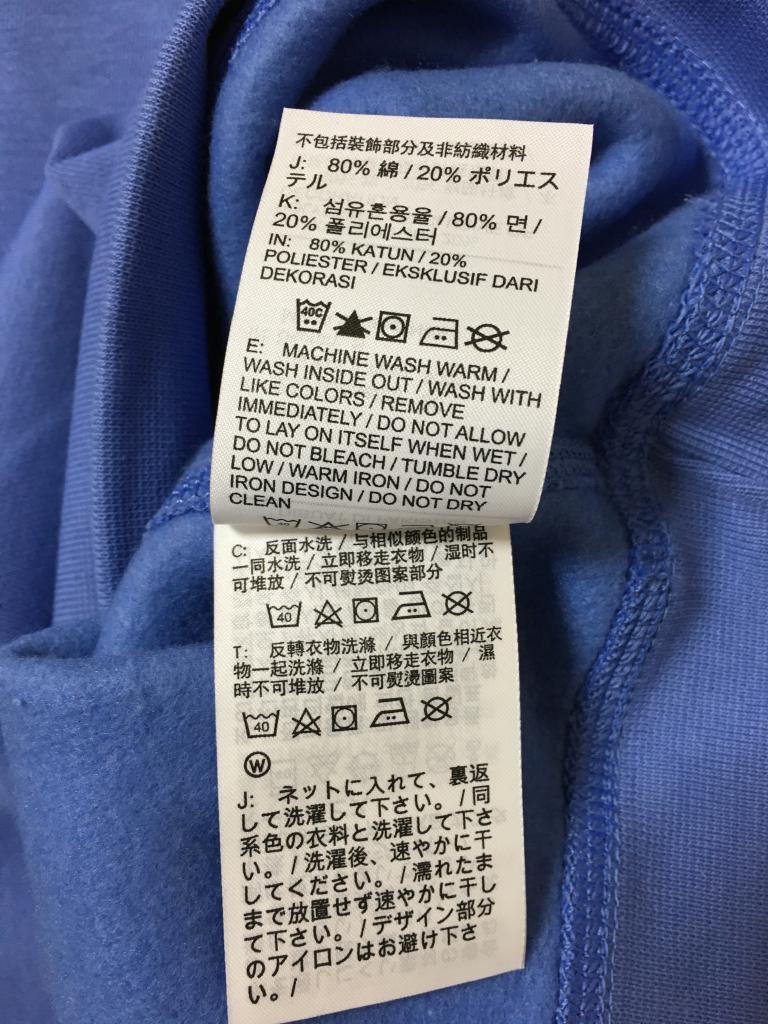 不包括裝飾部分及非紡織材料
J: 80% 綿 / 20% ポリエス
テル
K: 섬유혼용율 / 80% 면 /
20% 폴리에스터
IN: 80% KATUN / 20%
POLIESTER / EKSKLUSIF DARI
DEKORASI
40C
E: MACHINE WASH WARM /
WASH INSIDE OUT / WASH WITH
LIKE COLORS / REMOVE
IMMEDIATELY / DO NOT ALLOW
TO LAY ON ITSELF WHEN WET /
DO NOT BLEACH / TUMBLE DRY
LOW / WARM IRON / DO NOT
IRON DESIGN / DO NOT DRY
CLEAN
C: 反面水洗 / 与相似颜色的制品
一同水洗 / 立即移走衣物 / 湿时不
可堆放 / 不可熨烫图案部分
40
T: 反轉衣物洗滌 / 與顏色相近衣
物一起洗滌 / 立即移走衣物 / 濕
時不可堆放 / 不可熨燙圖案
40
W
J: ネットに入れて、裏返
して洗濯して下さい。/ 同
系色の衣料と洗濯して下さ
い。/ 洗濯後、速やかに干
してください。/ 濡れたま
まで放置せず速やかに干し
て下さい。/ デザイン部分
のアイロンはお避け下さ
い。/